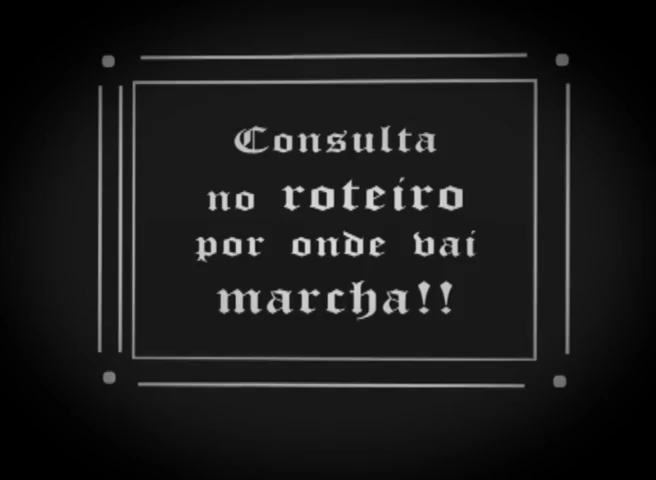 Consulta
no roteiro
por onde vai
marcha!!